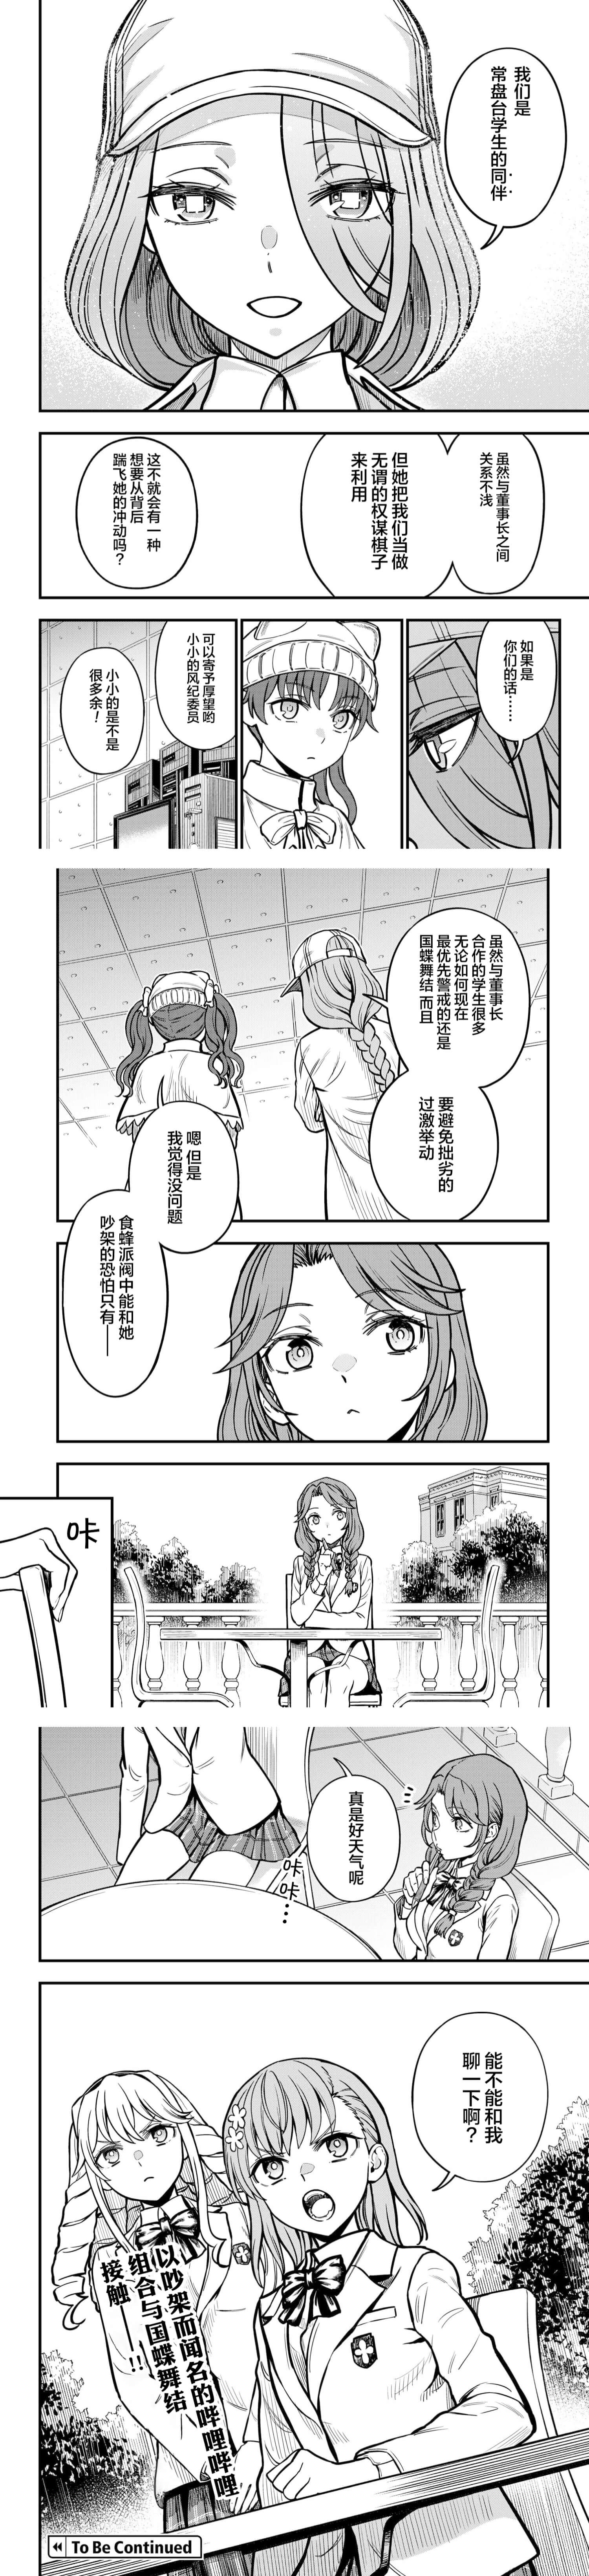 我们是
常盘台学生的同伴
虽然与董事长之间
关系不浅
但她把我们当做
无谓的权谋棋子
来利用
这不就会有一种
想要从背后
踹飞她的冲动吗？
如果是
你们的话……
可以寄予厚望哟
小小的风纪委员
小小的是不是
很多余！
虽然与董事长
合作的学生很多
无论如何现在
最优先警戒的还是
国蝶舞结 而且
要避免拙劣的
过激举动
嗯 但是
我觉得没问题
食蜂派阀中能和她
吵架的恐怕只有——
咔
真是好天气呢
咔
咔…
能不能和我
聊一下啊？
以吵架而闻名的哔哩哔哩
组合与国蝶舞结
接触——!!
To Be Continued